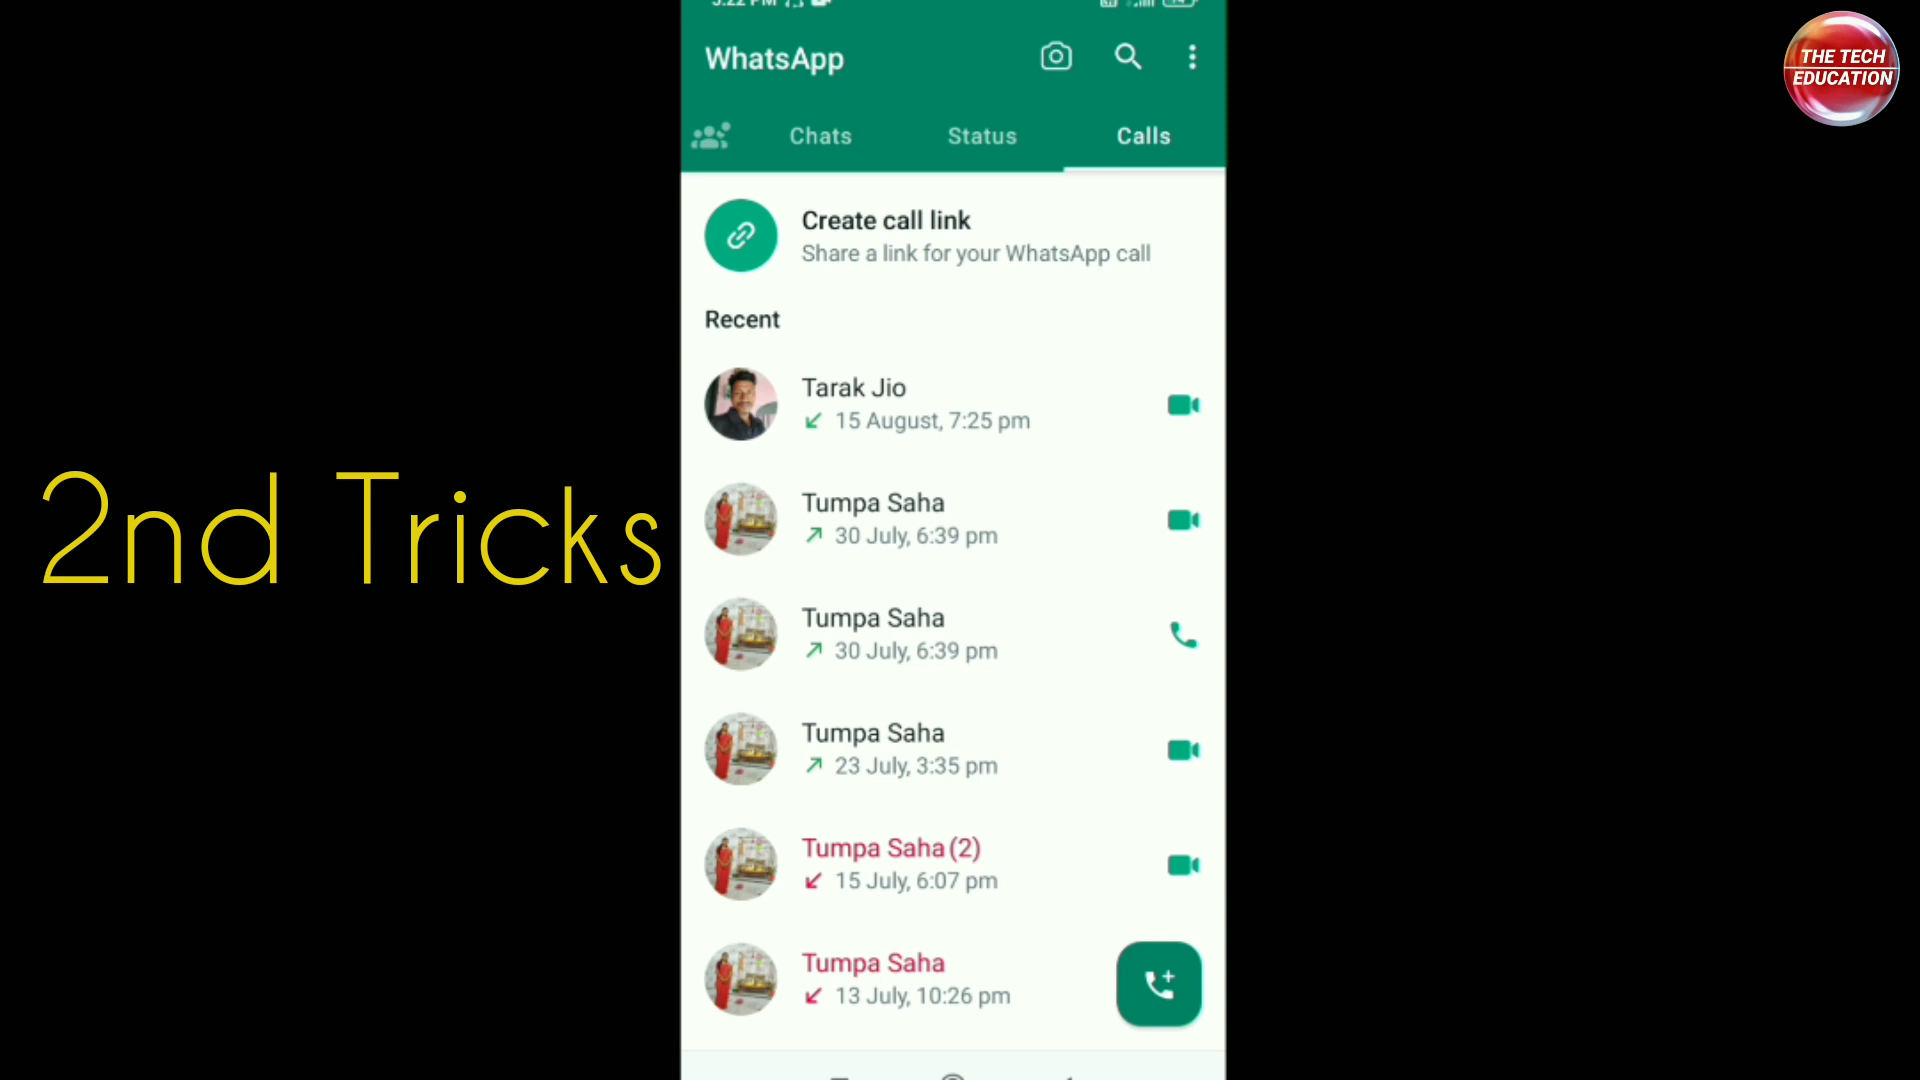 5:22 PM
WhatsApp
Chats
Status
Calls
Create call link
Share a link for your WhatsApp call
Recent
Tarak Jio
15 August, 7:25 pm
Tumpa Saha
30 July, 6:39 pm
Tumpa Saha
30 July, 6:39 pm
Tumpa Saha
23 July, 3:35 pm
Tumpa Saha (2)
15 July, 6:07 pm
Tumpa Saha
13 July, 10:26 pm
2nd Tricks
THE TECH
EDUCATION